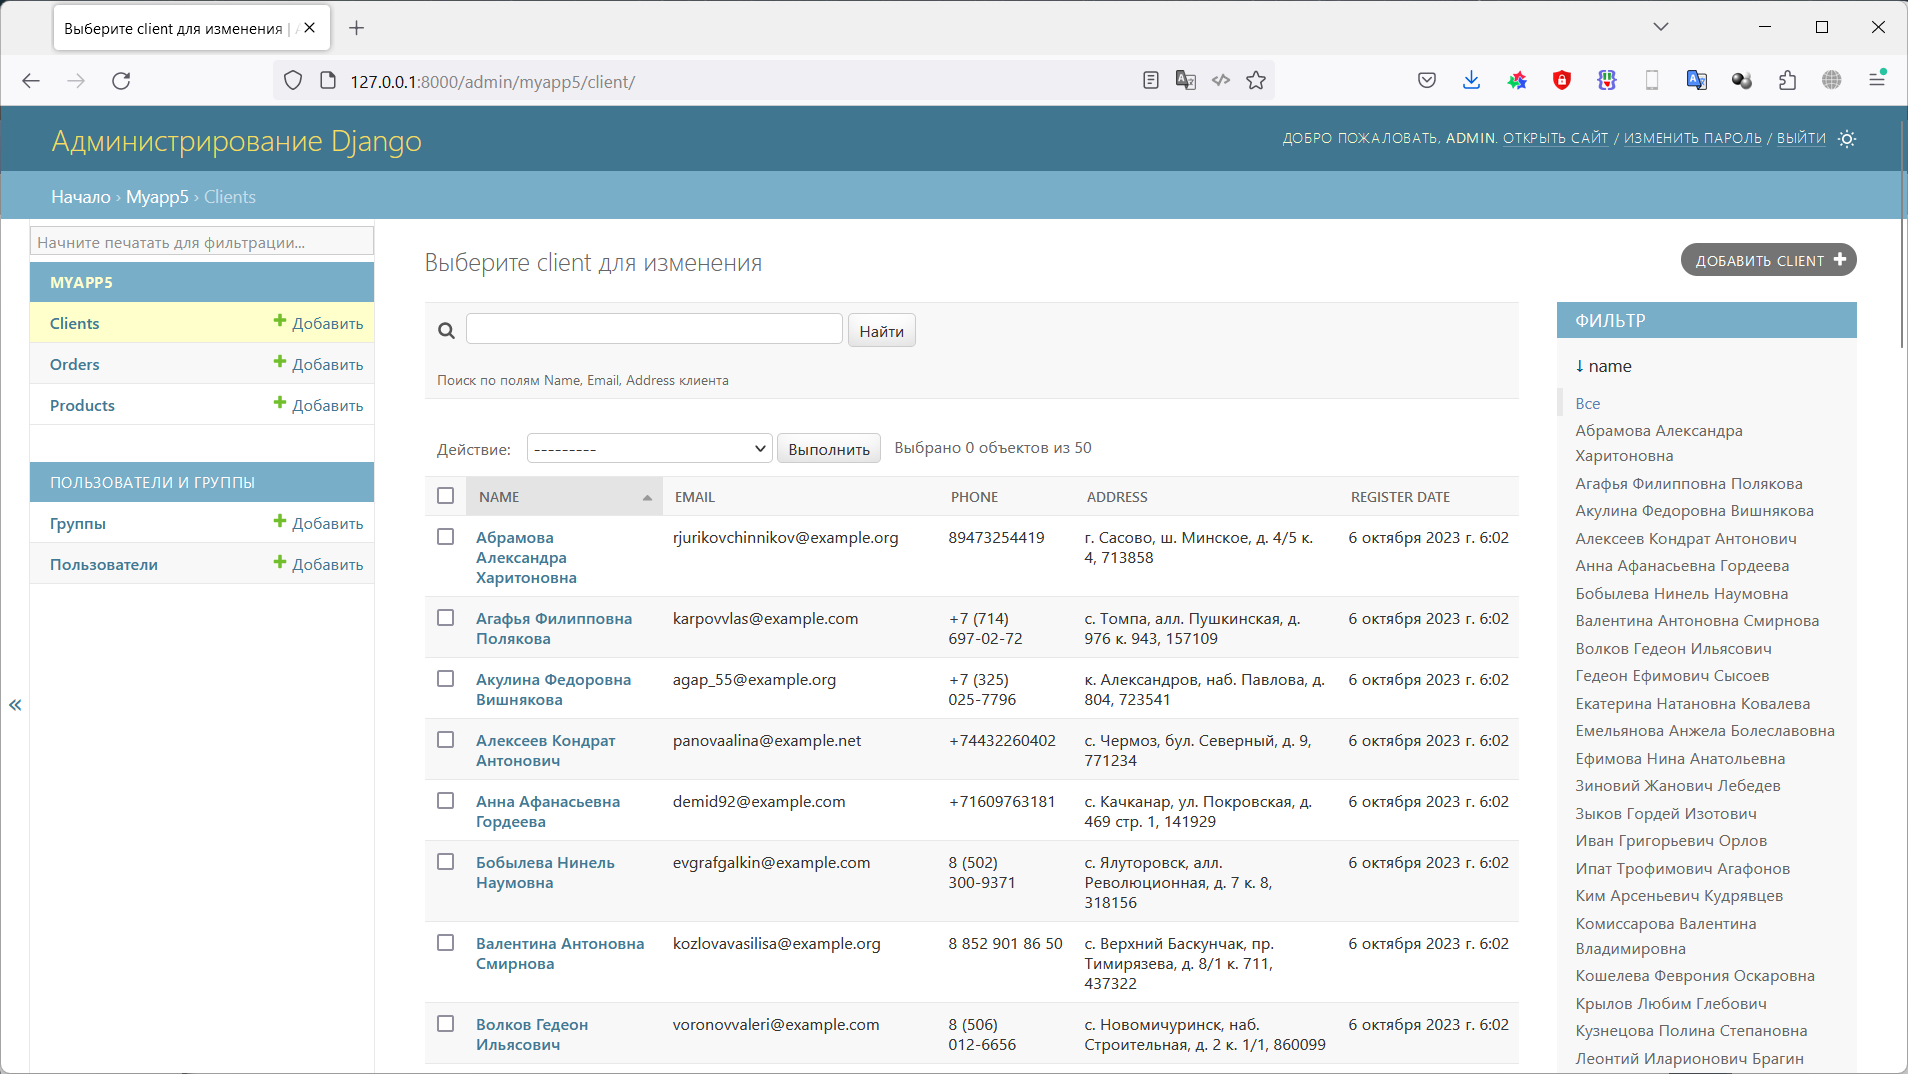 Выберите client для изменения |
127.0.0.1:8000/admin/myapp5/client/
Администрирование Django
ДОБРО ПОЖАЛОВАТЬ, ADMIN. ОТКРЫТЬ САЙТ / ИЗМЕНИТЬ ПАРОЛЬ / ВЫЙТИ
Начало › Myapp5 › Clients
Начните печатать для фильтрации...
MYAPP5
Clients Добавить
Orders Добавить
Products Добавить
ПОЛЬЗОВАТЕЛИ И ГРУППЫ
Группы Добавить
Пользователи Добавить
«
Выберите client для изменения
ДОБАВИТЬ CLIENT
Найти
Поиск по полям Name, Email, Address клиента
Действие: --------- Выполнить Выбрано 0 объектов из 50
NAME EMAIL PHONE ADDRESS REGISTER DATE
Абрамова rjurikovchinnikov@example.org 89473254419 г. Сасово, ш. Минское, д. 4/5 к. 6 октября 2023 г. 6:02
Александра 4, 713858
Харитоновна
Агафья Филипповна karpovvlas@example.com +7 (714) с. Томпа, алл. Пушкинская, д. 6 октября 2023 г. 6:02
Полякова 697-02-72 976 к. 943, 157109
Акулина Федоровна agap_55@example.org +7 (325) к. Александров, наб. Павлова, д. 6 октября 2023 г. 6:02
Вишнякова 025-7796 804, 723541
Алексеев Кондрат panovaalina@example.net +74432260402 с. Чермоз, бул. Северный, д. 9, 6 октября 2023 г. 6:02
Антонович 771234
Анна Афанасьевна demid92@example.com +71609763181 с. Качканар, ул. Покровская, д. 6 октября 2023 г. 6:02
Гордеева 469 стр. 1, 141929
Бобылева Нинель evgrafgalkin@example.com 8 (502) с. Ялуторовск, алл. 6 октября 2023 г. 6:02
Наумовна 300-9371 Революционная, д. 7 к. 8,
318156
Валентина Антоновна kozlovavasilisa@example.org 8 852 901 86 50 с. Верхний Баскунчак, пр. 6 октября 2023 г. 6:02
Смирнова Тимирязева, д. 8/1 к. 711,
437322
Волков Гедеон voronovvaleri@example.com 8 (506) с. Новомичуринск, наб. 6 октября 2023 г. 6:02
Ильясович 012-6656 Строительная, д. 2 к. 1/1, 860099
ФИЛЬТР
↓ name
Все
Абрамова Александра
Харитоновна
Агафья Филипповна Полякова
Акулина Федоровна Вишнякова
Алексеев Кондрат Антонович
Анна Афанасьевна Гордеева
Бобылева Нинель Наумовна
Валентина Антоновна Смирнова
Волков Гедеон Ильясович
Гедеон Ефимович Сысоев
Екатерина Натановна Ковалева
Емельянова Анжела Болеславовна
Ефимова Нина Анатольевна
Зиновий Жанович Лебедев
Зыков Гордей Изотович
Иван Григорьевич Орлов
Ипат Трофимович Агафонов
Ким Арсеньевич Кудрявцев
Комиссарова Валентина
Владимировна
Кошелева Феврония Оскаровна
Крылов Любим Глебович
Кузнецова Полина Степановна
Леонтий Иларионович Брагин